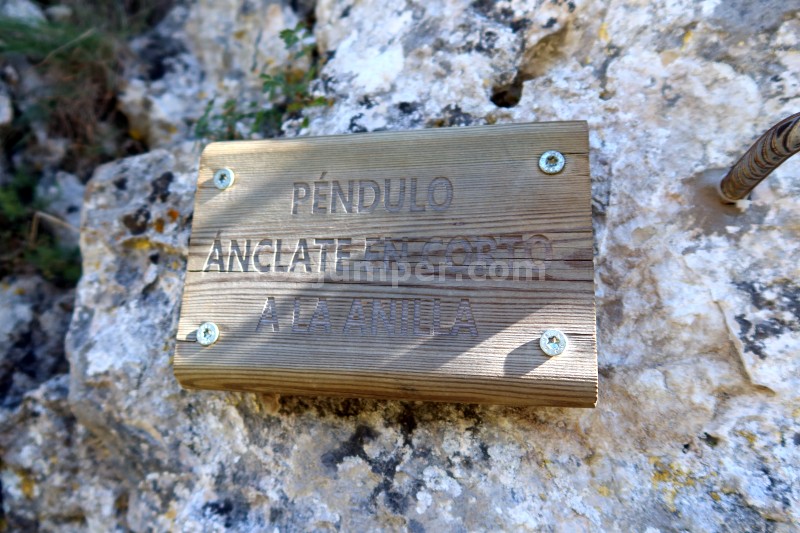 PÉNDULO
ÁNCLATE EN CORTO
A LA ANILLA